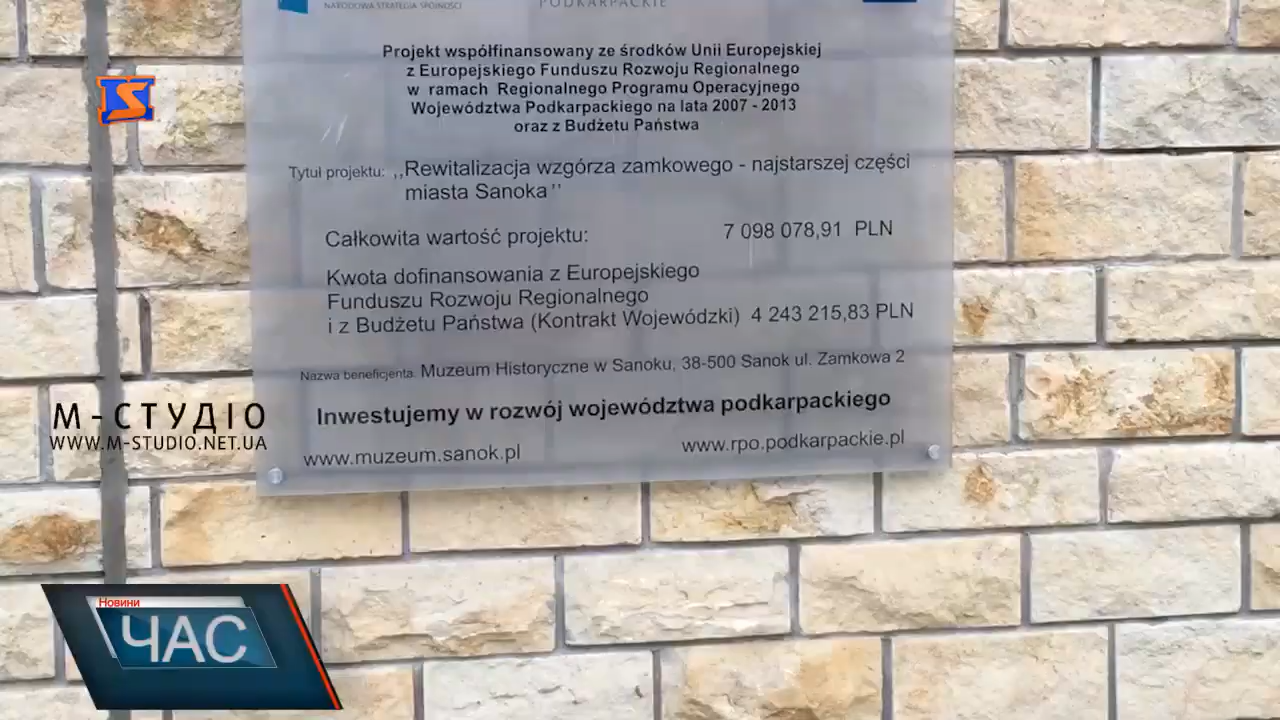 NARODOWA STRATEGIA SPÓJNOŚCI
PODKARPACKIE
Projekt współfinansowany ze środków Unii Europejskiej
z Europejskiego Funduszu Rozwoju Regionalnego
w ramach Regionalnego Programu Operacyjnego
Województwa Podkarpackiego na lata 2007 - 2013
oraz z Budżetu Państwa
Tytuł projektu: ,,Rewitalizacja wzgórza zamkowego - najstarszej części
miasta Sanoka''
Całkowita wartość projektu: 7 098 078,91 PLN
Kwota dofinansowania z Europejskiego
Funduszu Rozwoju Regionalnego
i z Budżetu Państwa (Kontrakt Wojewódzki) 4 243 215,83 PLN
Nazwa beneficjenta: Muzeum Historyczne w Sanoku, 38-500 Sanok ul. Zamkowa 2
Inwestujemy w rozwój województwa podkarpackiego
www.muzeum.sanok.pl www.rpo.podkarpackie.pl
М-СТУДІО
WWW.M-STUDIO.NET.UA
Новини
ЧАС